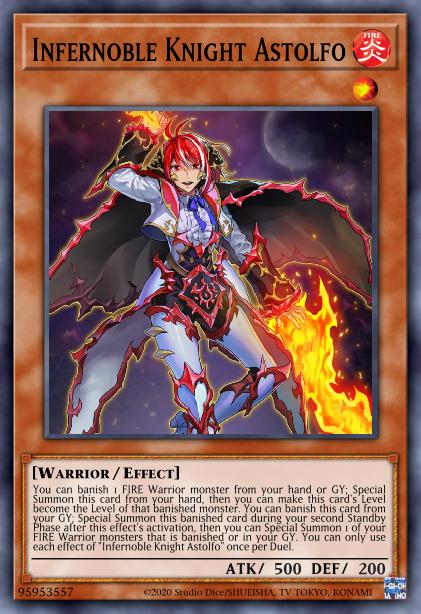 INFERNOBLE KNIGHT ASTOLFO
FIRE
炎
[WARRIOR / EFFECT]
You can banish 1 FIRE Warrior monster from your hand or GY; Special
Summon this card from your hand, then you can make this card's Level
become the Level of that banished monster. You can banish this card from
your GY; Special Summon this banished card during your second Standby
Phase after this effect's activation, then you can Special Summon 1 of your
FIRE Warrior monsters that is banished or in your GY. You can only use
each effect of "Infernoble Knight Astolfo" once per Duel.
ATK/ 500 DEF/ 200
95953557
©2020 Studio Dice/SHUEISHA, TV TOKYO, KONAMI